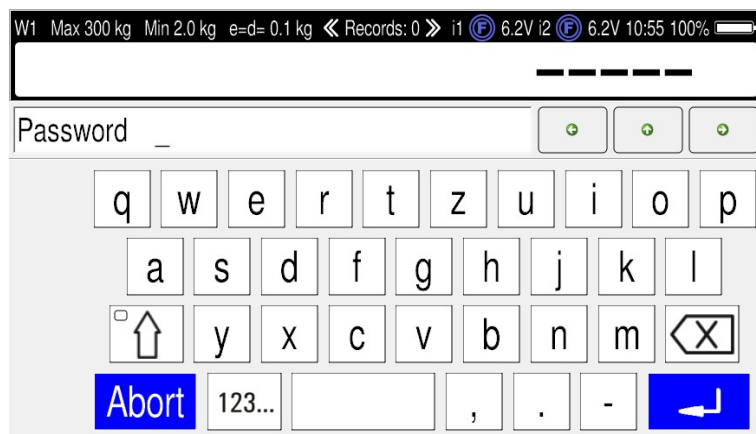 W1 Max 300 kg Min 2.0 kg e=d= 0.1 kg ≪ Records: 0 ≫ i1 Ⓕ 6.2V i2 Ⓕ 6.2V 10:55 100%
-----
Password _
q w e r t z u i o p
a s d f g h j k l
y x c v b n m
Abort 123... , . -